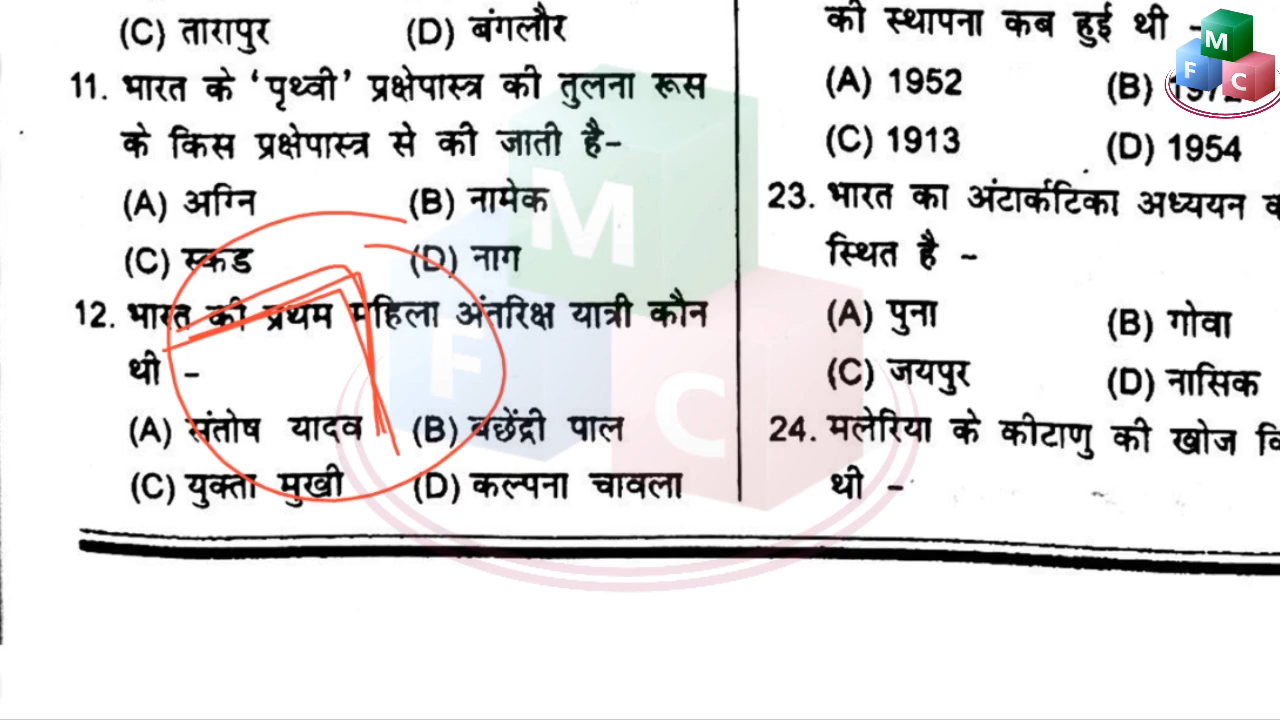 (C) तारापुर (D) बंगलौर
11. भारत के ‘पृथ्वी’ प्रक्षेपास्त्र की तुलना रूस
के किस प्रक्षेपास्त्र से की जाती है-
(A) अग्नि (B) नामेक
(C) स्कड (D) नाग
12. भारत की प्रथम महिला अंतरिक्ष यात्री कौन
थी -
(A) संतोष यादव (B) बछेंद्री पाल
(C) युक्ता मुखी (D) कल्पना चावला
की स्थापना कब हुई थी -
(A) 1952 (B)
(C) 1913 (D) 1954
23. भारत का अंटार्कटिका अध्ययन
स्थित है -
(A) पुना (B) गोवा
(C) जयपुर (D) नासिक
24. मलेरिया के कीटाणु की खोज
थी -
M
F C
M
F C